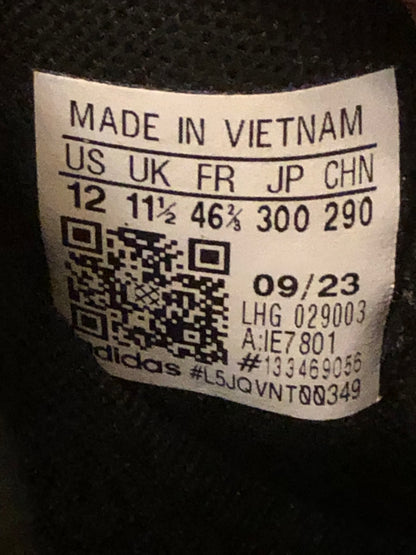 MADE IN VIETNAM
US UK FR JP CHN
12 11½ 46⅔ 300 290
09/23
LHG 029003
A:IE7801
#133469056
adidas #L5JQVNT00349